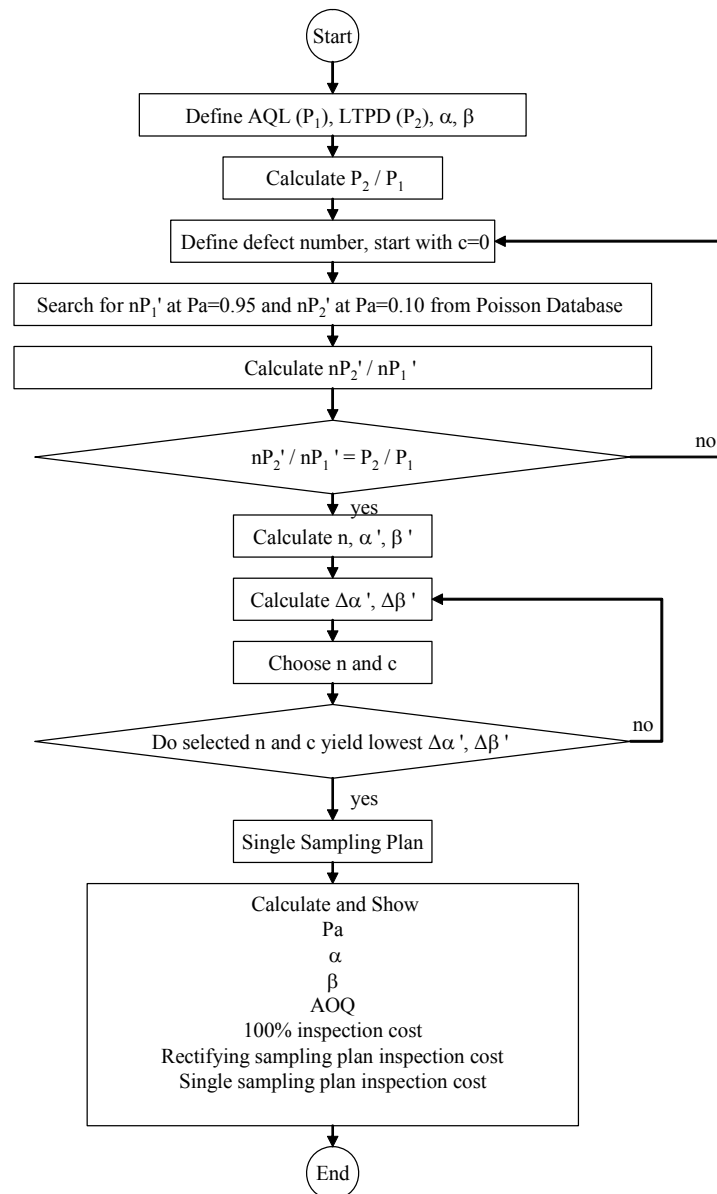 Start
Define AQL (P₁), LTPD (P₂), α, β
Calculate P₂ / P₁
Define defect number, start with c=0
Search for nP₁' at Pa=0.95 and nP₂' at Pa=0.10 from Poisson Database
Calculate nP₂' / nP₁ '
nP₂' / nP₁ ' = P₂ / P₁
no
yes
Calculate n, α ', β '
Calculate Δα ', Δβ '
Choose n and c
Do selected n and c yield lowest Δα ', Δβ '
no
yes
Single Sampling Plan
Calculate and Show
Pa
α
β
AOQ
100% inspection cost
Rectifying sampling plan inspection cost
Single sampling plan inspection cost
End